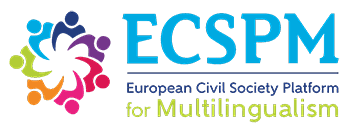 ECSPM
European Civil Society Platform
for Multilingualism